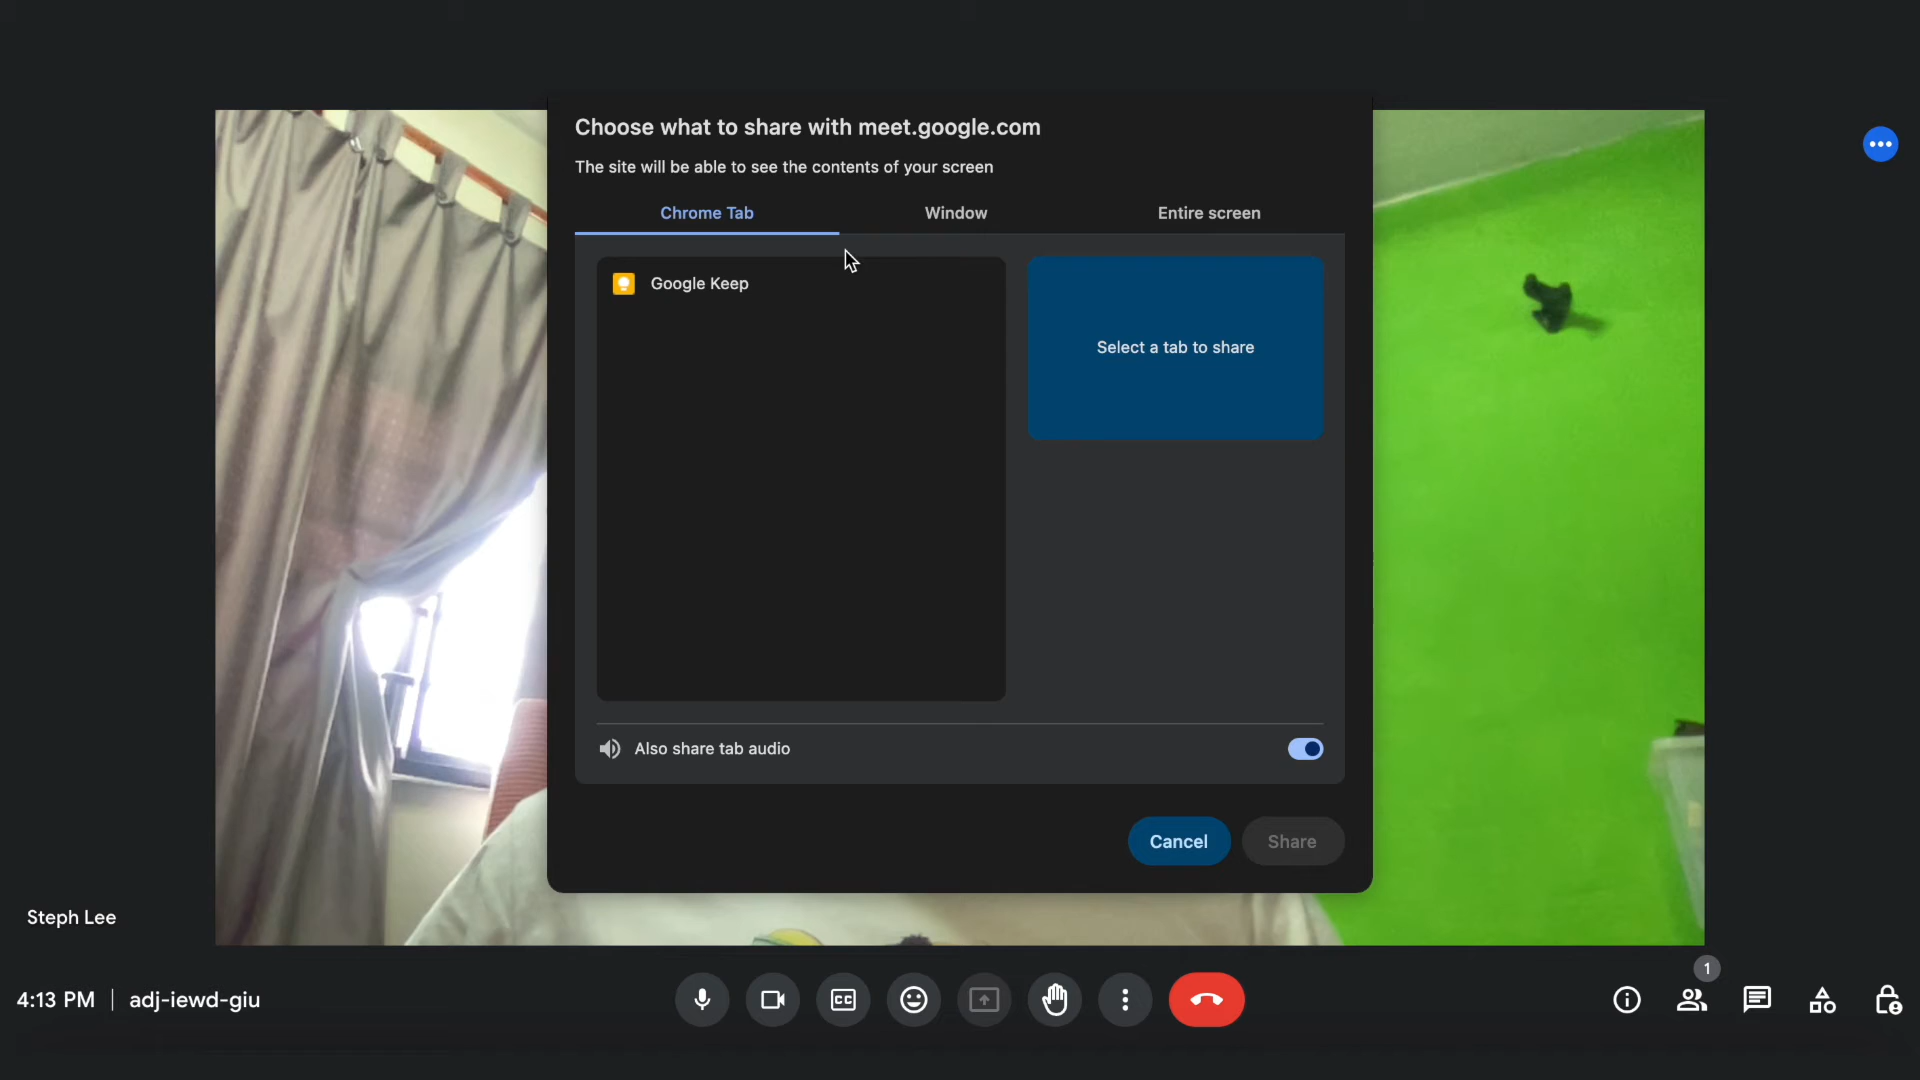 Choose what to share with meet.google.com
The site will be able to see the contents of your screen
Chrome Tab
Window
Entire screen
Google Keep
Select a tab to share
Also share tab audio
Cancel
Share
Steph Lee
4:13 PM | adj-iewd-giu
CC
1